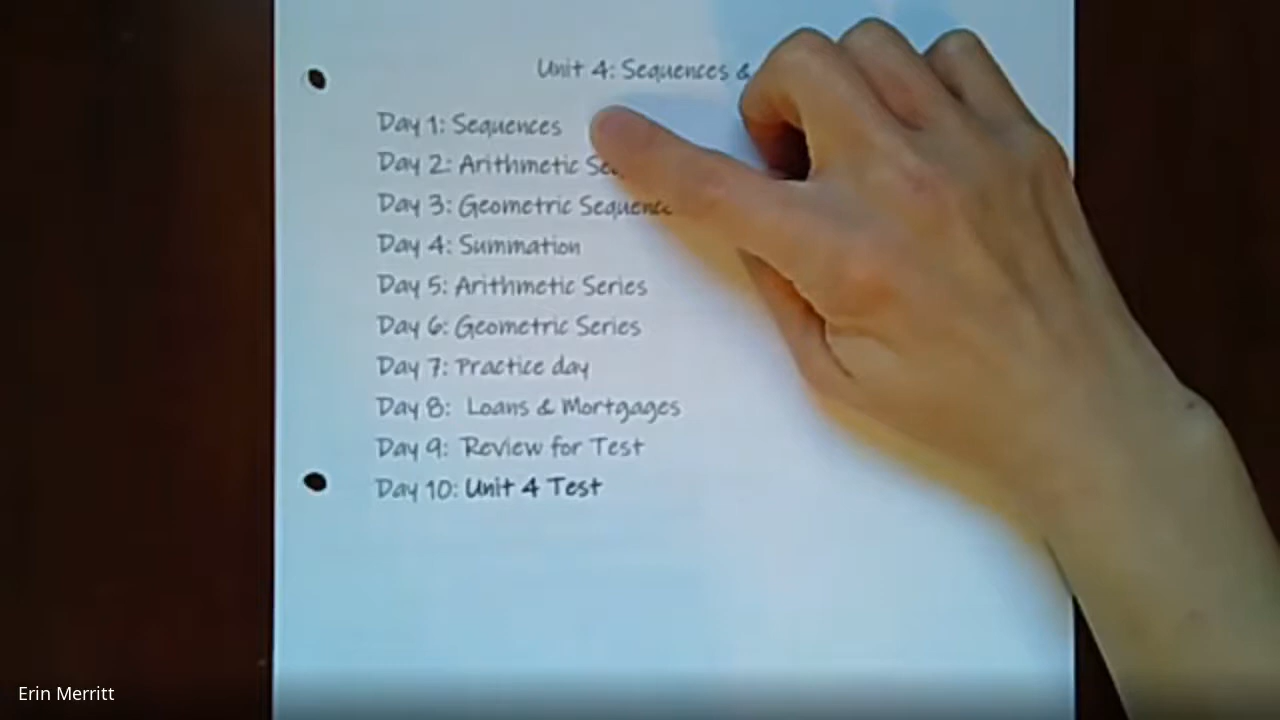 Unit 4: Sequences &
Day 1: Sequences
Day 2: Arithmetic
Day 3: Geometric
Day 4: Summation
Day 5: Arithmetic Series
Day 6: Geometric Series
Day 7: Practice day
Day 8: Loans & Mortgages
Day 9: Review for Test
Day 10: Unit 4 Test
Erin Merritt